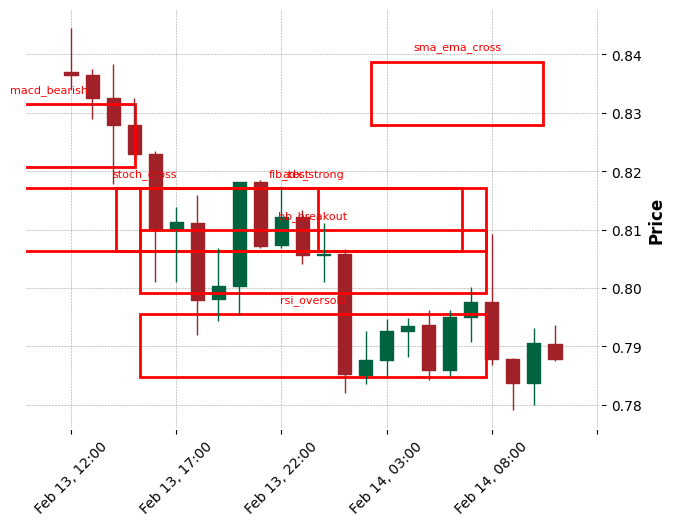 sma_ema_cross
0.84
macd_bearish
0.83
stoch_cross
0.82
bb_breakout
0.81
Price
rsi_oversold
0.80
0.79
0.78
Feb 13, 12:00
Feb 13, 17:00
Feb 13, 22:00
Feb 14, 03:00
Feb 14, 08:00